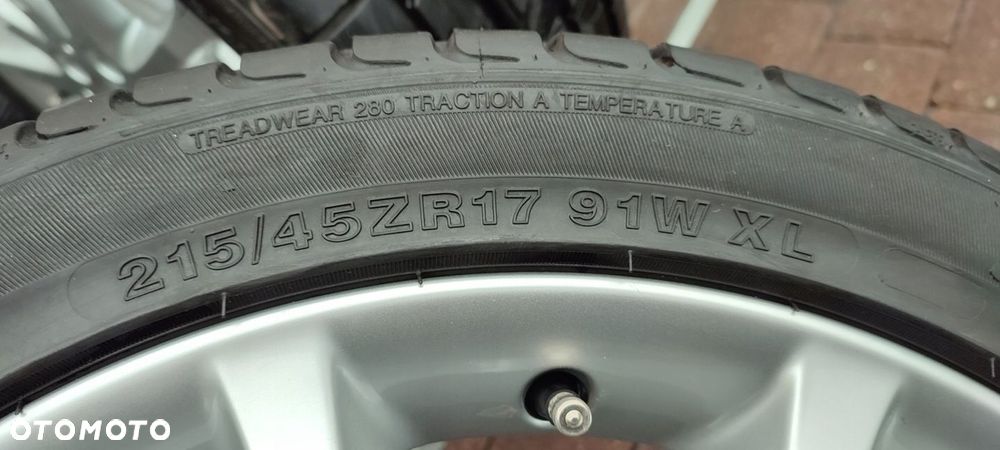 TREADWEAR 280 TRACTION A TEMPERATURE A
215/45ZR17 91W XL
OTOMOTO